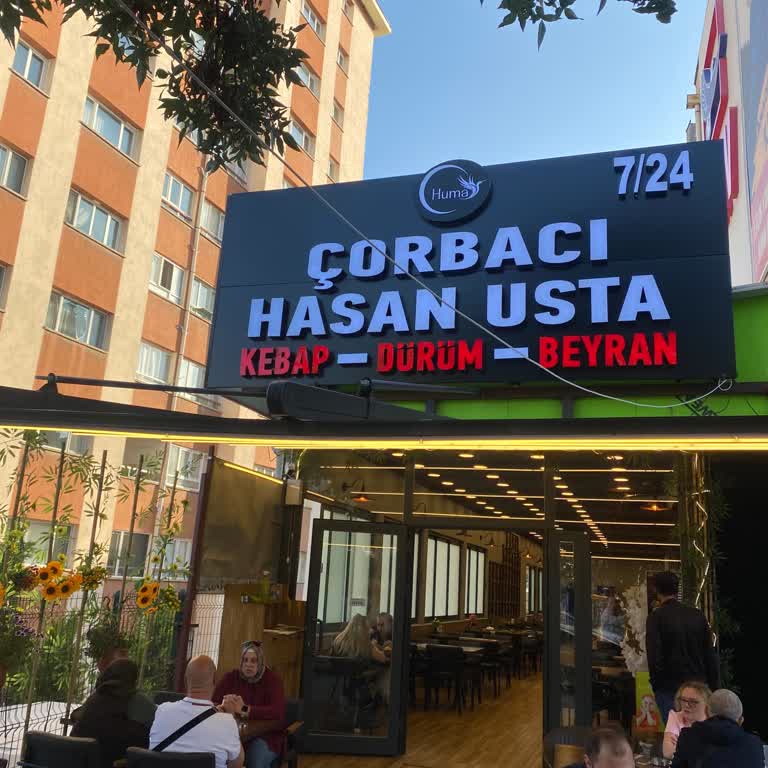 Huma
7/24
ÇORBACI
HASAN USTA
KEBAP – DÜRÜM – BEYRAN